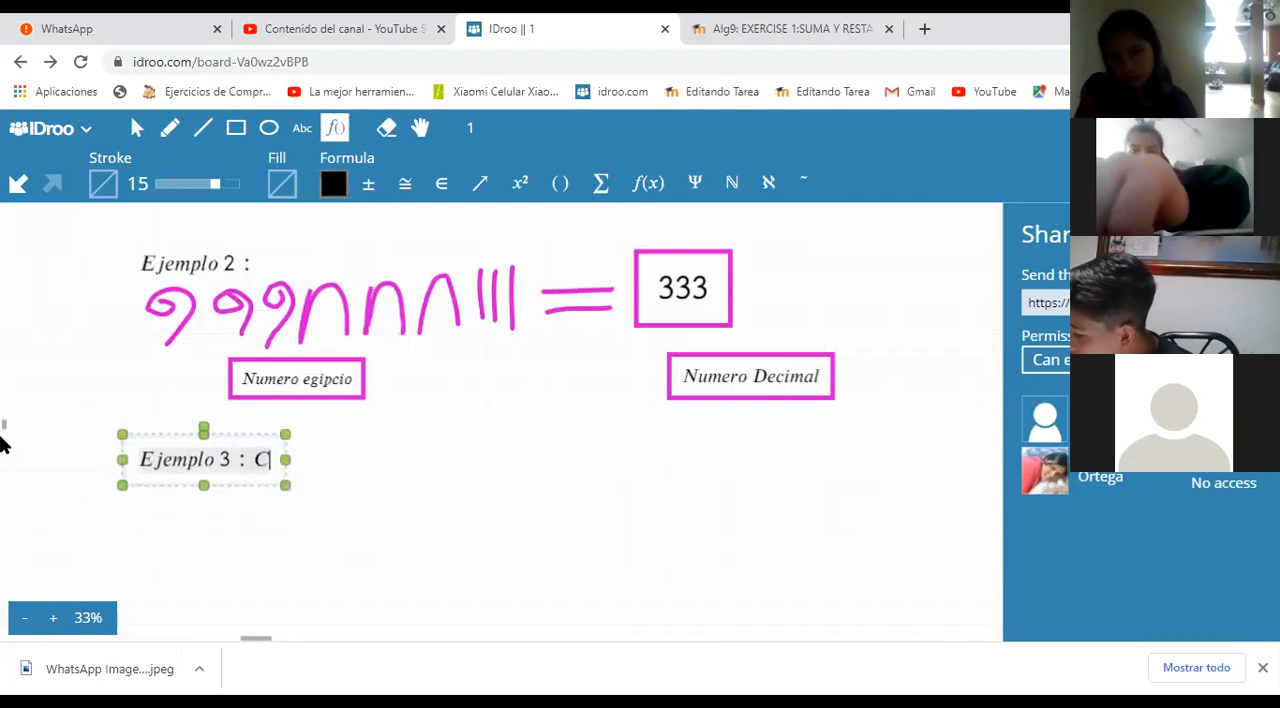 WhatsApp
Contenido del canal - YouTube S
IDroo || 1
Alg9: EXERCISE 1:SUMA Y RESTA
idroo.com/board-Va0wz2vBPB
Aplicaciones
Ejercicios de Compr...
La mejor herramien...
Xiaomi Celular Xiao...
idroo.com
Editando Tarea
Editando Tarea
Gmail
YouTube
Ma
IDroo
Abc
f()
1
Stroke
Fill
Formula
15
± ≅ ∈ x² ( ) Σ f(x) Ψ ℕ ℵ ~
Ejemplo 2 :
|||
=
333
Numero egipcio
Numero Decimal
Ejemplo 3 : C
Shar
Send th
https:/
Permis
Can e
Ortega
No access
- + 33%
WhatsApp Image....jpeg
Mostrar todo